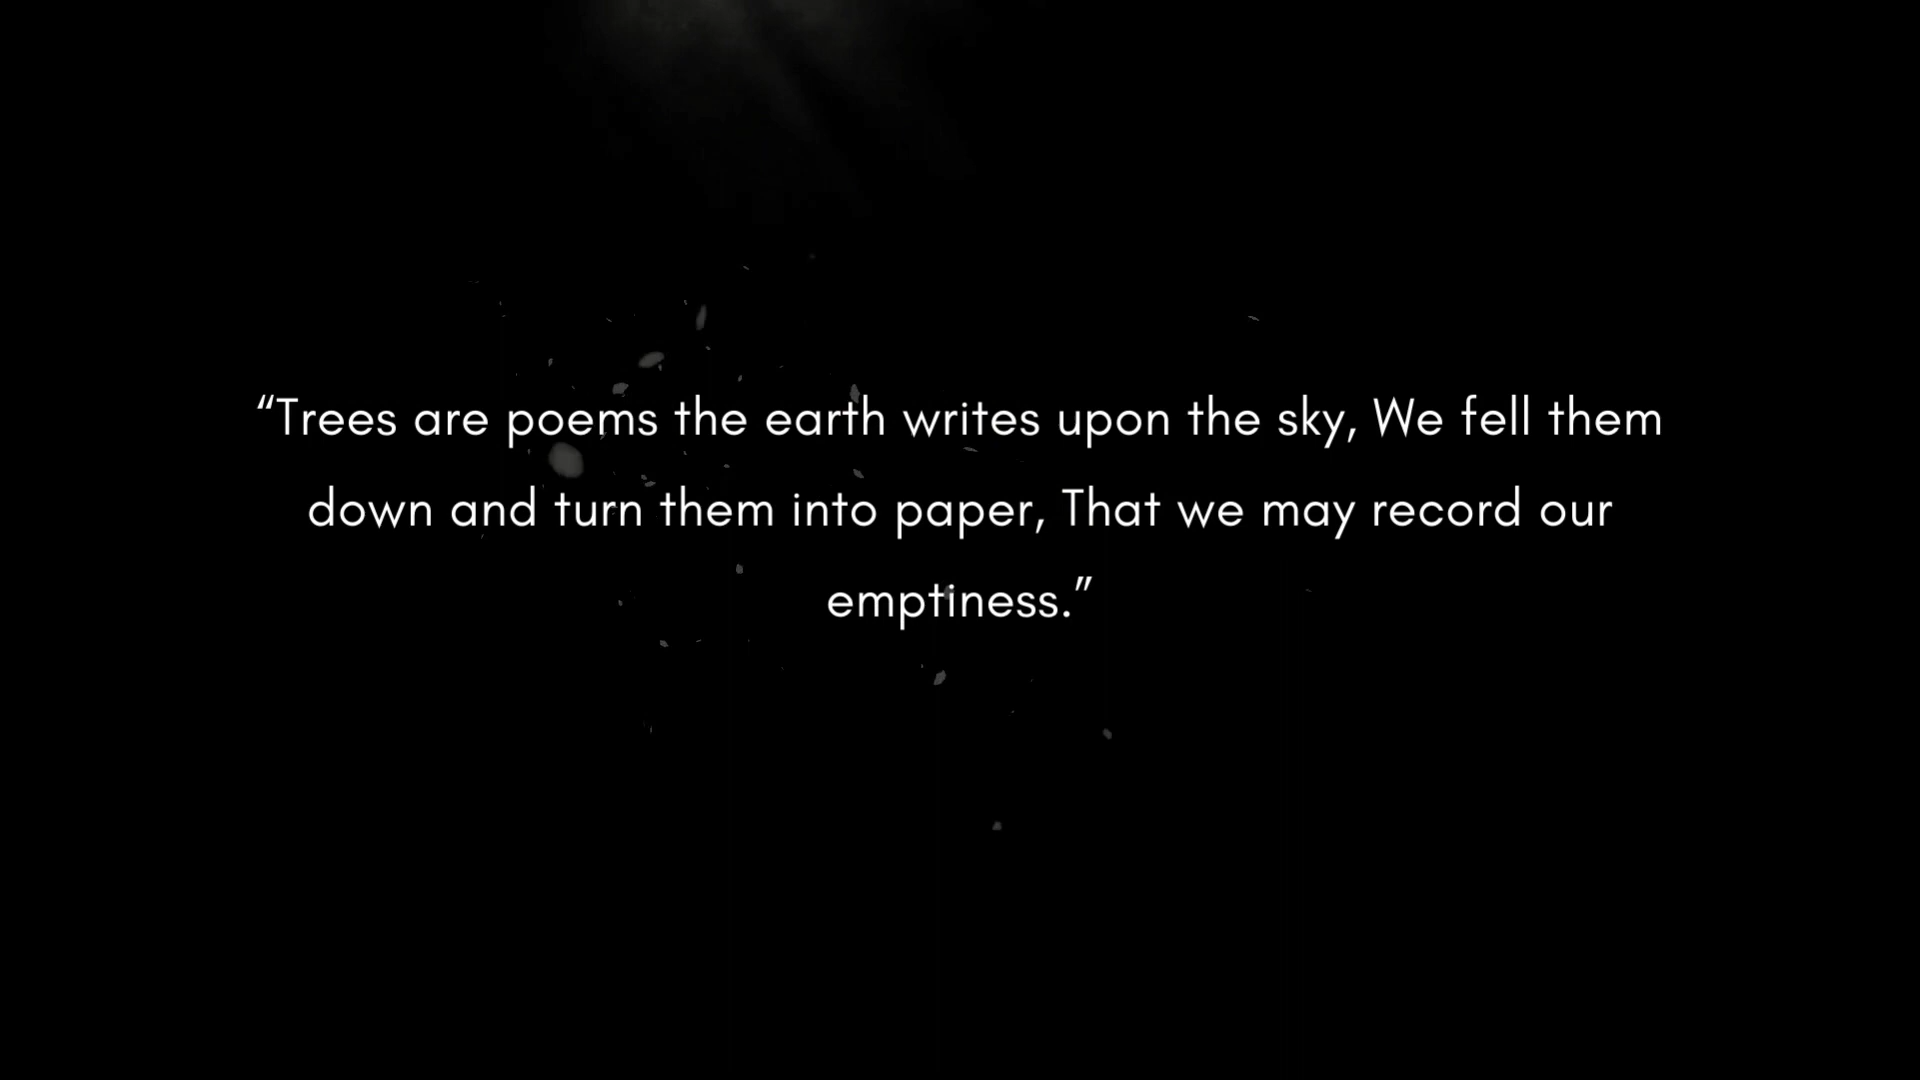 “Trees are poems the earth writes upon the sky, We fell them
down and turn them into paper, That we may record our
emptiness.”